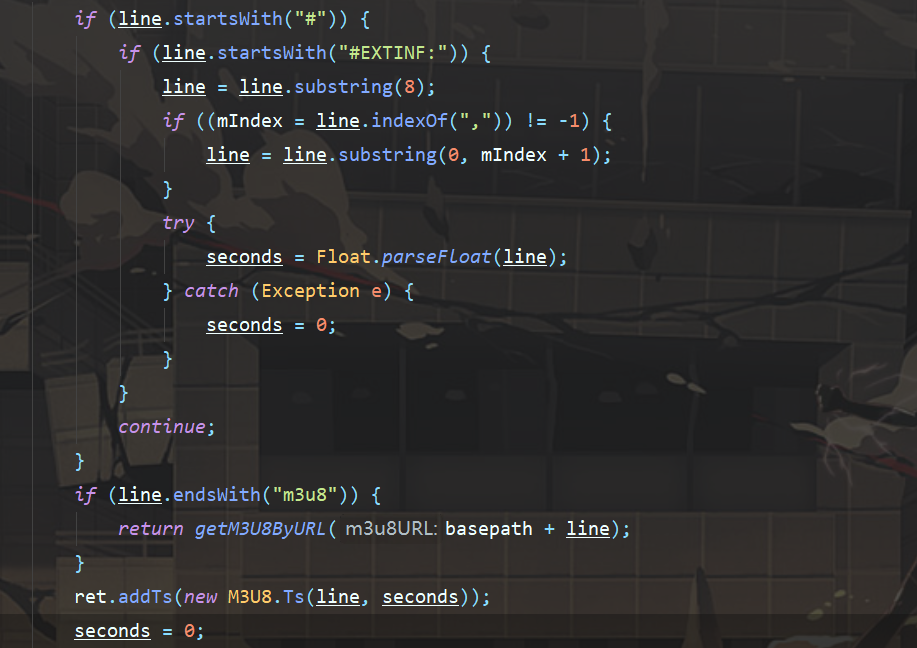 if (line.startsWith("#")) {
    if (line.startsWith("#EXTINF:")) {
        line = line.substring(8);
        if ((mIndex = line.indexOf(",")) != -1) {
            line = line.substring(0, mIndex + 1);
        }
        try {
            seconds = Float.parseFloat(line);
        } catch (Exception e) {
            seconds = 0;
        }
    }
    continue;
}
if (line.endsWith("m3u8")) {
    return getM3U8ByURL( m3u8URL: basepath + line);
}
ret.addTs(new M3U8.Ts(line, seconds));
seconds = 0;